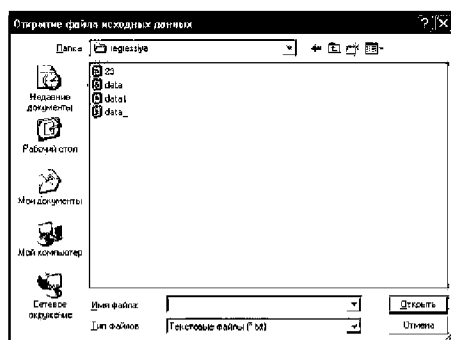 Открытие файла исходных данных
Папка: regressiya
23
data
data1
data_
Недавние документы
Рабочий стол
Мои документы
Мой компьютер
Сетевое окружение
Имя файла:
Открыть
Тип файлов: Текстовые файлы (*.txt)
Отмена